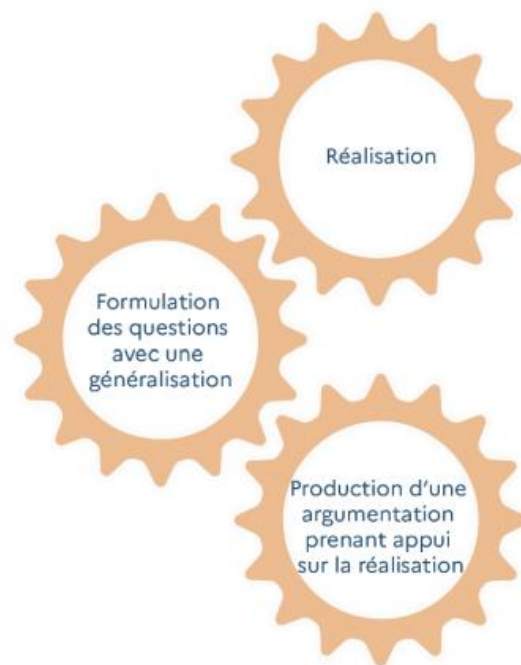 Réalisation
Formulation
des questions
avec une
généralisation
Production d'une
argumentation
prenant appui
sur la réalisation